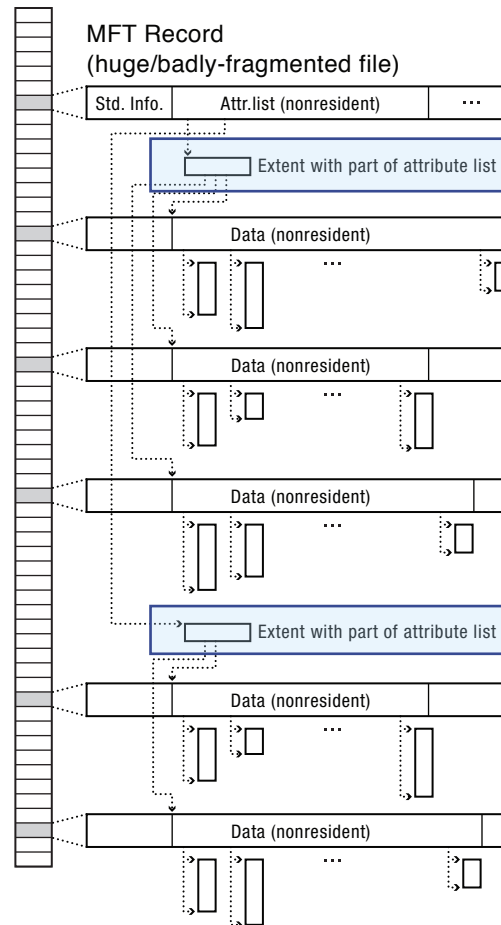 MFT Record
(huge/badly-fragmented file)
Std. Info. Attr.list (nonresident) ...
Extent with part of attribute list
Data (nonresident)
...
Data (nonresident)
...
Data (nonresident)
...
Extent with part of attribute list
Data (nonresident)
...
Data (nonresident)
...